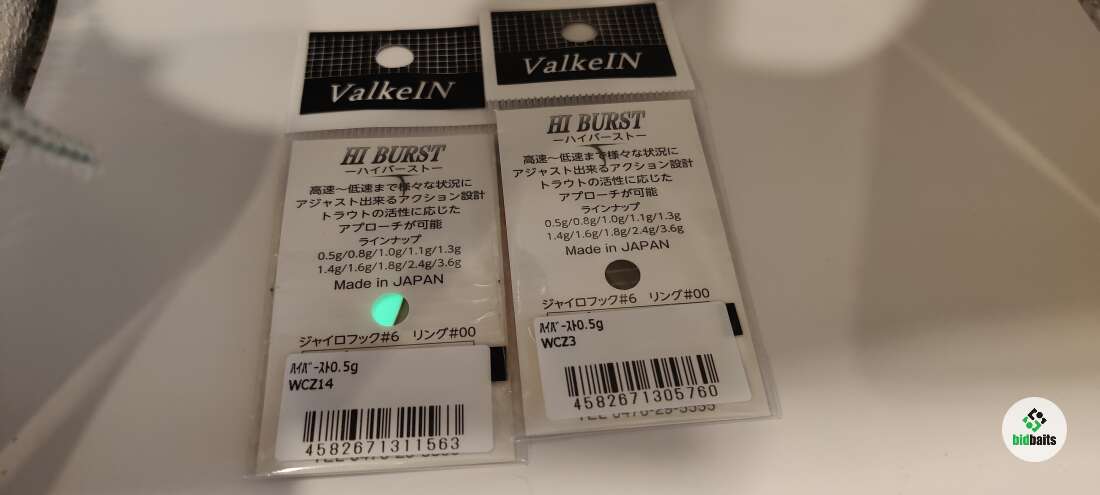 ValkeIN
HI BURST
ーハイバーストー
高速～低速まで様々な状況に
アジャスト出来るアクション設計
トラウトの活性に応じた
アプローチが可能
ラインナップ
0.5g/0.8g/1.0g/1.1g/1.3g
1.4g/1.6g/1.8g/2.4g/3.6g
Made in JAPAN
ジャイロフック#6 リング#00
ﾊｲﾊﾞｰｽﾄ0.5g
WCZ14
4582671311563
ValkeIN
HI BURST
ーハイバーストー
高速～低速まで様々な状況に
アジャスト出来るアクション設計
トラウトの活性に応じた
アプローチが可能
ラインナップ
0.5g/0.8g/1.0g/1.1g/1.3g
1.4g/1.6g/1.8g/2.4g/3.6g
Made in JAPAN
ジャイロフック#6 リング#00
ﾊｲﾊﾞｰｽﾄ0.5g
WCZ3
4582671305760
bidbaits